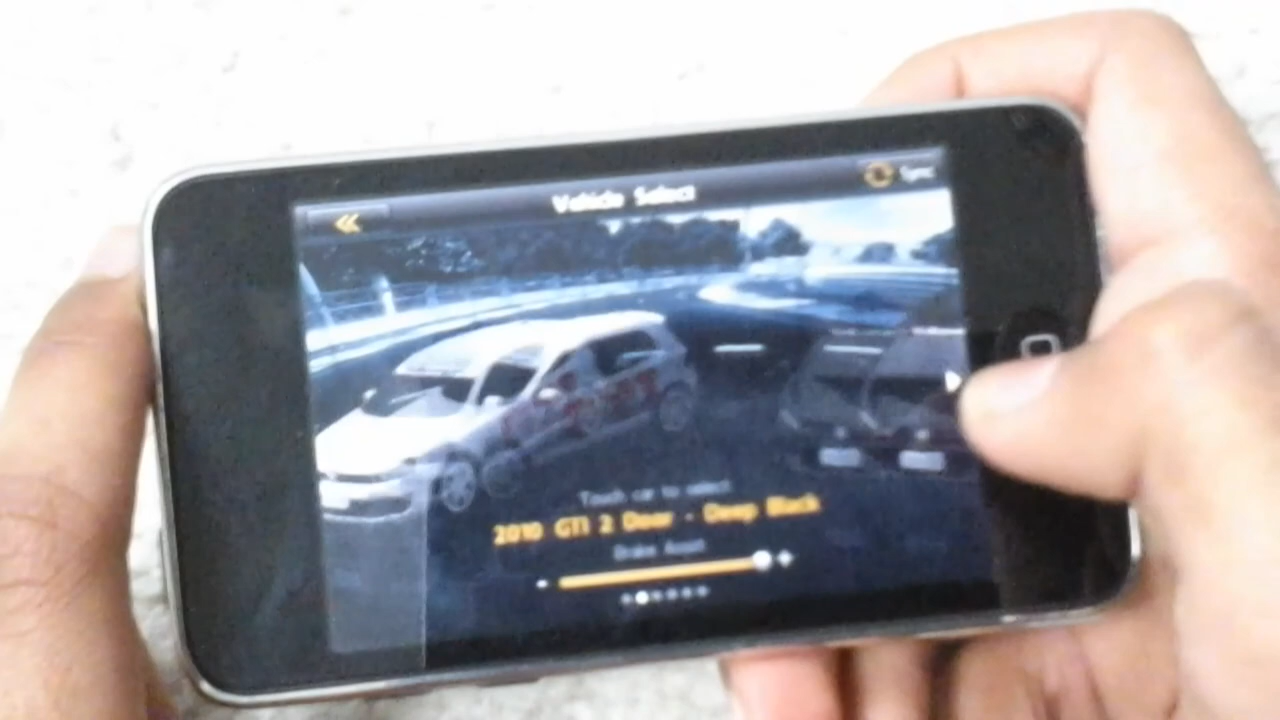 Vehicle Select
Sync
Touch car to select
2010 GTI 2 Door - Deep Black
Brake Assist